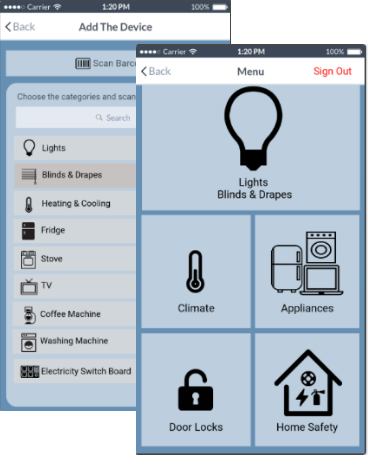 Carrier 1:20 PM 100%
Back Add The Device
Scan Barc
Choose the categories and scan
Search
Lights
Blinds & Drapes
Heating & Cooling
Fridge
Stove
TV
Coffee Machine
Washing Machine
Electricity Switch Board
Carrier 1:20 PM 100%
Back Menu Sign Out
Lights
Blinds & Drapes
Climate
Appliances
Door Locks
Home Safety